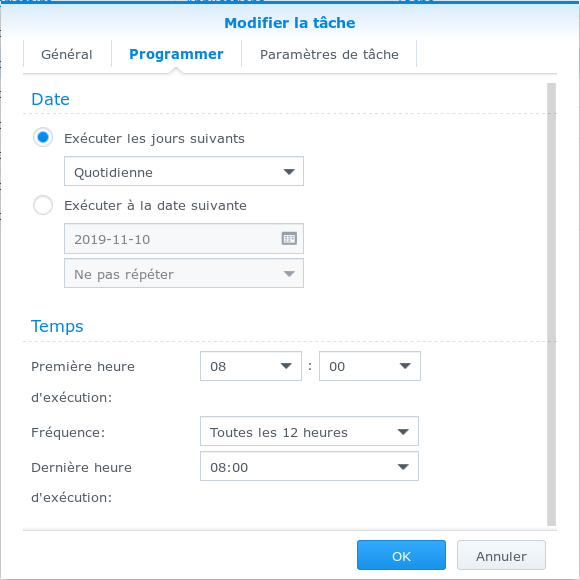 Modifier la tâche
Général Programmer Paramètres de tâche
Date
Exécuter les jours suivants
Quotidienne
Exécuter à la date suivante
2019-11-10
Ne pas répéter
Temps
Première heure d'exécution: 08 : 00
Fréquence: Toutes les 12 heures
Dernière heure d'exécution: 08:00
OK Annuler